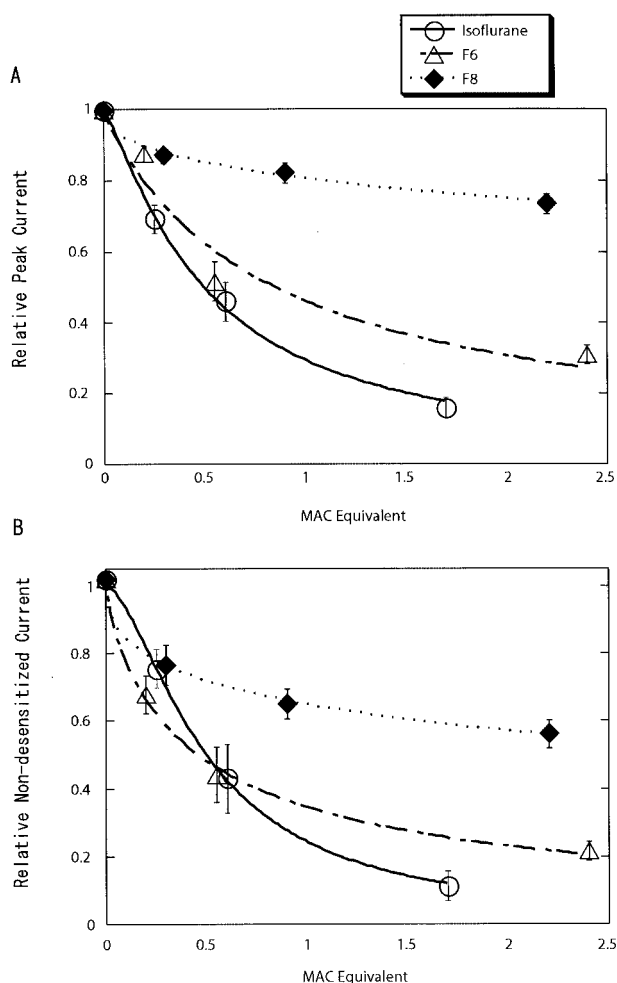 Isoflurane
F6
F8
A
Relative Peak Current
1
0.8
0.6
0.4
0.2
0
0
0.5
1
1.5
2
2.5
MAC Equivalent
B
Relative Non-desensitized Current
1
0.8
0.6
0.4
0.2
0
0
0.5
1
1.5
2
2.5
MAC Equivalent